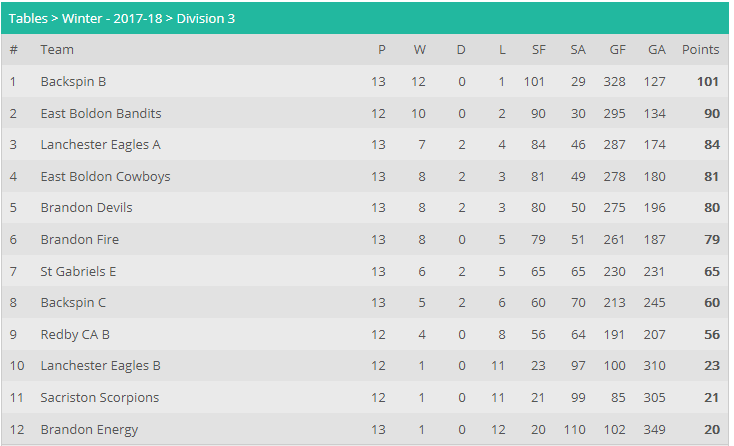 Tables > Winter - 2017-18 > Division 3
# Team P W D L SF SA GF GA Points
1 Backspin B 13 12 0 1 101 29 328 127 101
2 East Boldon Bandits 12 10 0 2 90 30 295 134 90
3 Lanchester Eagles A 13 7 2 4 84 46 287 174 84
4 East Boldon Cowboys 13 8 2 3 81 49 278 180 81
5 Brandon Devils 13 8 2 3 80 50 275 196 80
6 Brandon Fire 13 8 0 5 79 51 261 187 79
7 St Gabriels E 13 6 2 5 65 65 230 231 65
8 Backspin C 13 5 2 6 60 70 213 245 60
9 Redby CA B 12 4 0 8 56 64 191 207 56
10 Lanchester Eagles B 12 1 0 11 23 97 100 310 23
11 Sacriston Scorpions 12 1 0 11 21 99 85 305 21
12 Brandon Energy 13 1 0 12 20 110 102 349 20